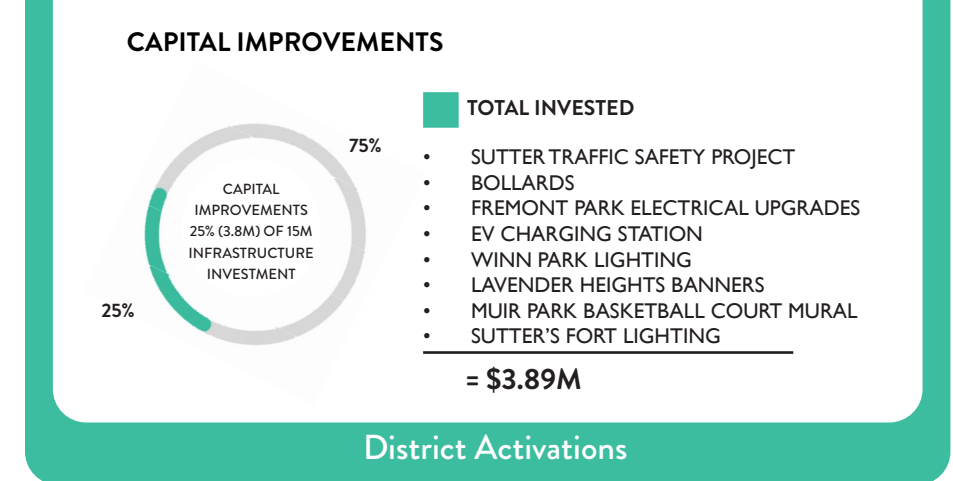 CAPITAL IMPROVEMENTS
75%
CAPITAL
IMPROVEMENTS
25% (3.8M) OF 15M
INFRASTRUCTURE
INVESTMENT
25%
TOTAL INVESTED
• SUTTER TRAFFIC SAFETY PROJECT
• BOLLARDS
• FREMONT PARK ELECTRICAL UPGRADES
• EV CHARGING STATION
• WINN PARK LIGHTING
• LAVENDER HEIGHTS BANNERS
• MUIR PARK BASKETBALL COURT MURAL
• SUTTER’S FORT LIGHTING
= $3.89M
District Activations